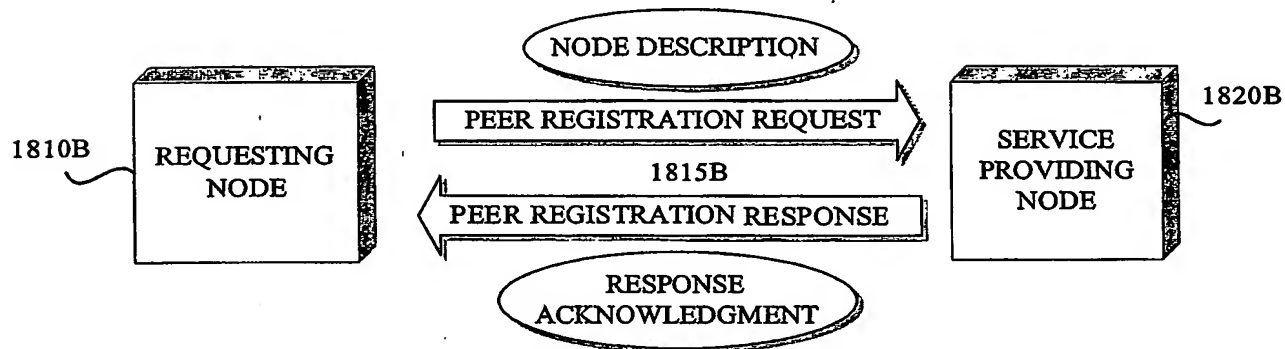 NODE DESCRIPTION
PEER REGISTRATION REQUEST
1820B
1810B
REQUESTING
NODE
SERVICE
PROVIDING
NODE
1815B
PEER REGISTRATION RESPONSE
RESPONSE
ACKNOWLEDGMENT